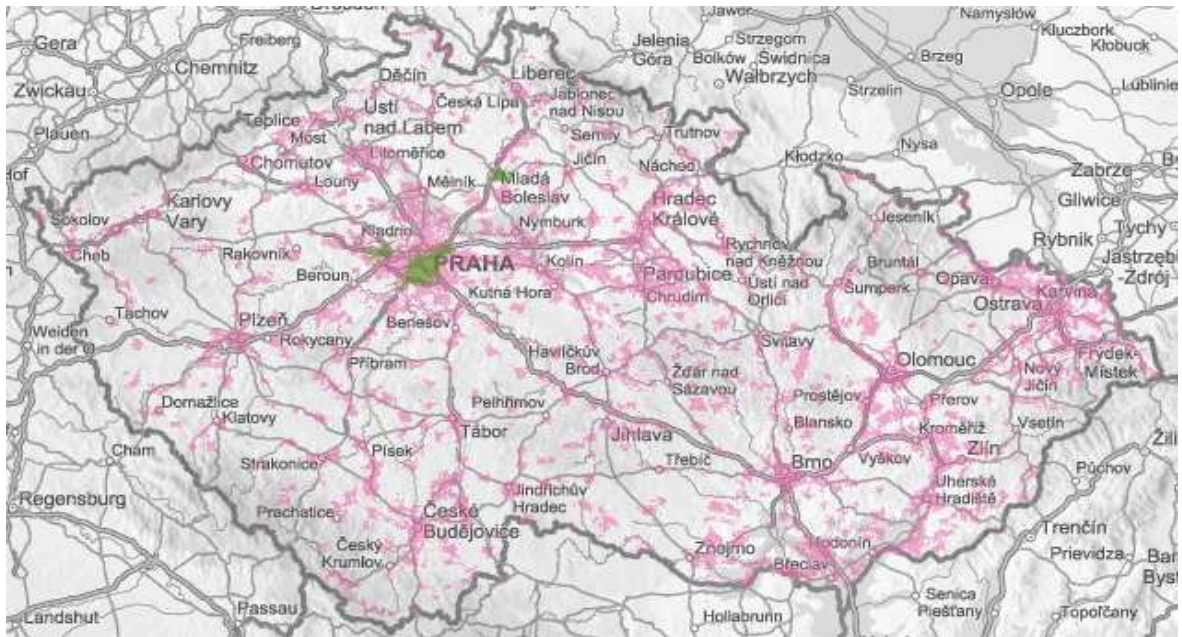 Gera
Freiberg
Chemnitz
Zwickau
Plauen
Hof
Jawor
Strzegom
Jelenia
Góra
Bolków
Świdnica
Wałbrzych
Namysłów
Kluczbork
Kłobuck
Brzeg
Strzelin
Opole
Lubliniec
Nysa
Kłodzko
Zabrze
Gliwice
Tychy
Rybnik
Jastrzębie
-Zdrój
Děčín
Liberec
Ústí
nad Labem
Česká Lípa
Jablonec
nad Nisou
Teplice
Most
Semily
Trutnov
Litoměřice
Chomutov
Jičín
Náchod
Mladá
Boleslav
Louny
Mělník
Karlovy
Vary
Sokolov
Hradec
Králové
Jeseník
Nymburk
Kladno
Cheb
Rakovník
PRAHA
Kolín
Rychnov
nad Kněžnou
Bruntál
Beroun
Pardubice
Ústí nad
Orlicí
Šumperk
Opava
Karviná
Ostrava
Kutná Hora
Chrudim
Tachov
Plzeň
Weiden
in der O
Benešov
Rokycany
Příbram
Havlíčkův
Brod
Svitavy
Olomouc
Frýdek-
Místek
Nový
Jičín
Žďár nad
Sázavou
Domažlice
Klatovy
Pelhřimov
Prostějov
Přerov
Tábor
Jihlava
Blansko
Kroměříž
Vsetín
Cham
Písek
Strakonice
Třebíč
Brno
Vyškov
Zlín
Púchov
Regensburg
Jindřichův
Hradec
Uherské
Hradiště
Prachatice
České
Budějovice
Trenčín
Český
Krumlov
Znojmo
Hodonín
Břeclav
Prievidza
Passau
Landshut
Hollabrunn
Senica
Piešťany
Topoľčany